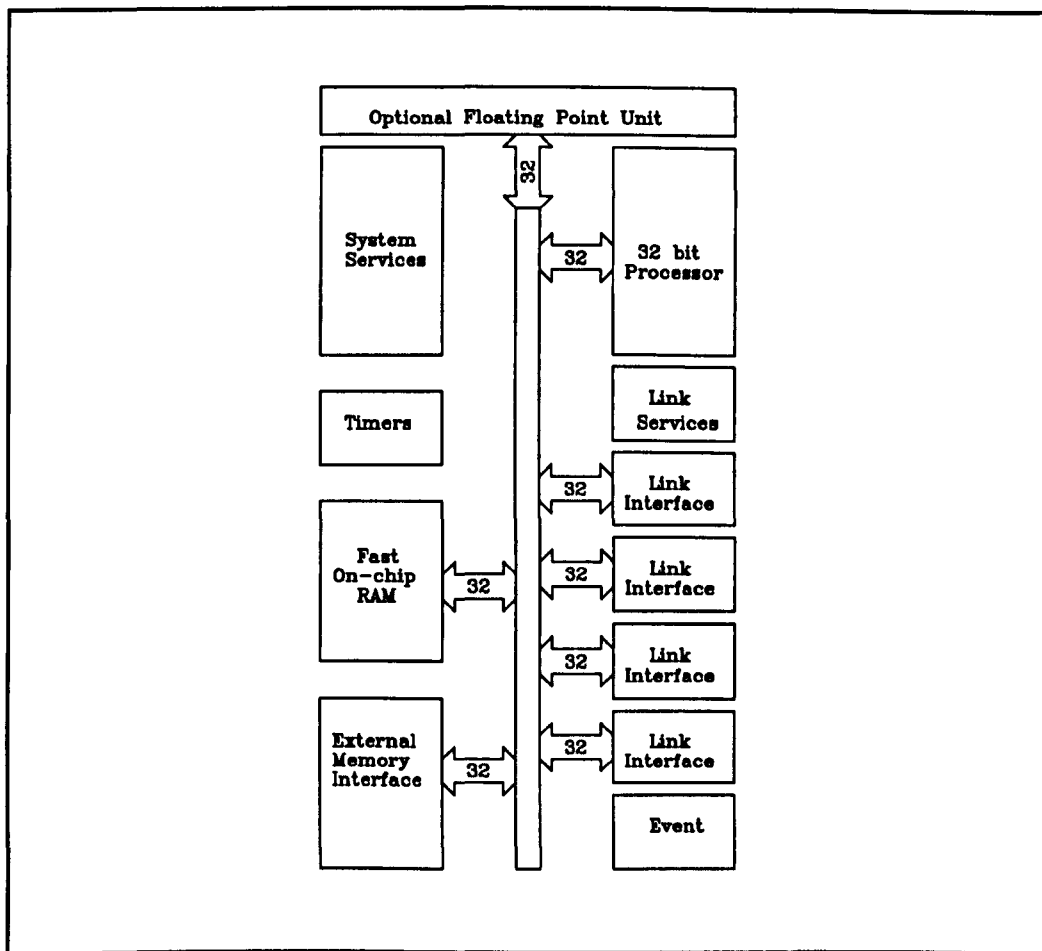 Optional Floating Point Unit
32
System
Services
32
32 bit
Processor
Timers
Link
Services
32
Link
Interface
Fast
On-chip
RAM
32
32
Link
Interface
32
Link
Interface
External
Memory
Interface
32
32
Link
Interface
Event